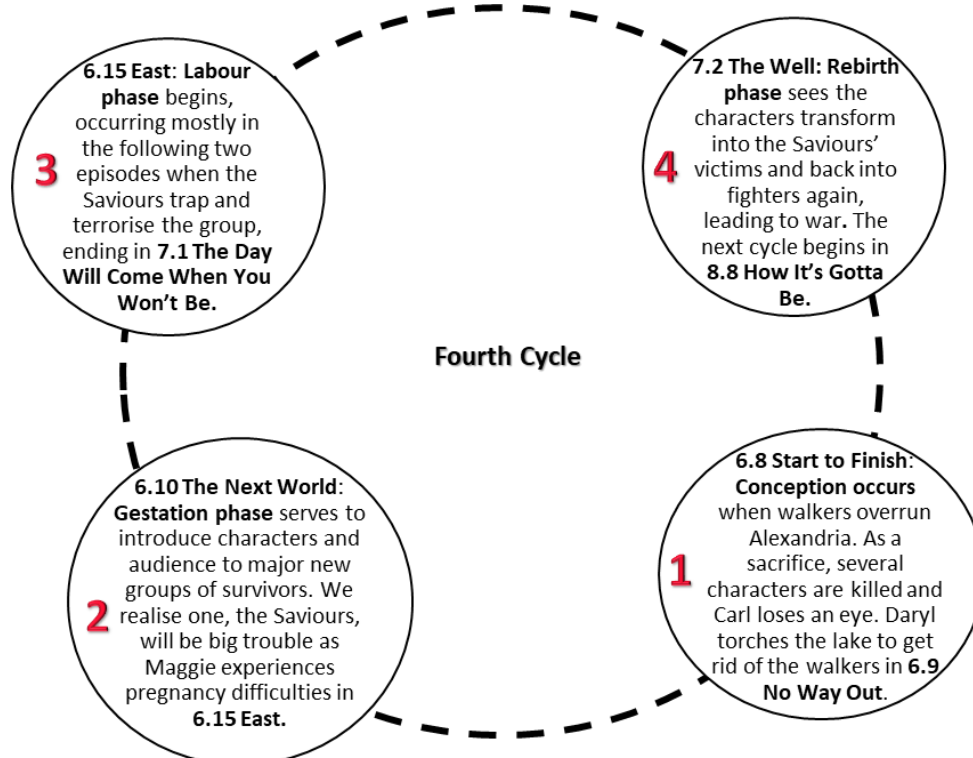 6.15 East: Labour
phase begins,
occurring mostly in
the following two
episodes when the
Saviours trap and
terrorise the group,
ending in 7.1 The Day
Will Come When You
Won't Be.
3
7.2 The Well: Rebirth
phase sees the
characters transform
into the Saviours'
victims and back into
fighters again,
leading to war. The
next cycle begins in
8.8 How It's Gotta
Be.
4
Fourth Cycle
6.10 The Next World:
Gestation phase serves to
introduce characters and
audience to major new
groups of survivors. We
realise one, the Saviours,
will be big trouble as
Maggie experiences
pregnancy difficulties in
6.15 East.
2
6.8 Start to Finish:
Conception occurs
when walkers overrun
Alexandria. As a
sacrifice, several
characters are killed and
Carl loses an eye. Daryl
torches the lake to get
rid of the walkers in 6.9
No Way Out.
1